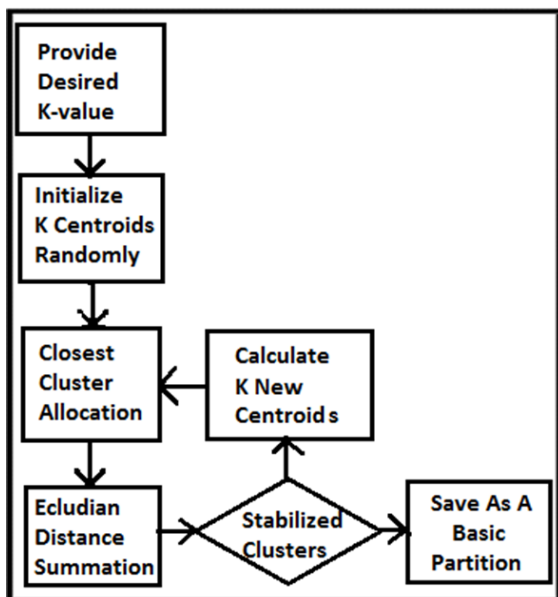 Provide
Desired
K-value
Initialize
K Centroids
Randomly
Closest
Cluster
Allocation
Calculate
K New
Centroids
Ecludian
Distance
Summation
Stabilized
Clusters
Save As A
Basic
Partition